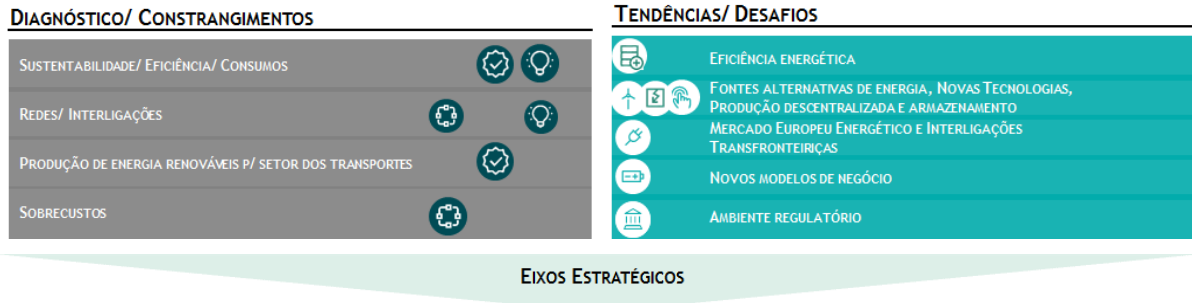 DIAGNÓSTICO/ CONSTRANGIMENTOS
SUSTENTABILIDADE/ EFICIÊNCIA/ CONSUMOS
REDES/ INTERLIGAÇÕES
PRODUÇÃO DE ENERGIA RENOVÁVEIS P/ SETOR DOS TRANSPORTES
SOBRECUSTOS
TENDÊNCIAS/ DESAFIOS
EFICIÊNCIA ENERGÉTICA
FONTES ALTERNATIVAS DE ENERGIA, NOVAS TECNOLOGIAS,
PRODUÇÃO DESCENTRALIZADA E ARMAZENAMENTO
MERCADO EUROPEU ENERGÉTICO E INTERLIGAÇÕES
TRANSFRONTEIRIÇAS
NOVOS MODELOS DE NEGÓCIO
AMBIENTE REGULATÓRIO
EIXOS ESTRATÉGICOS